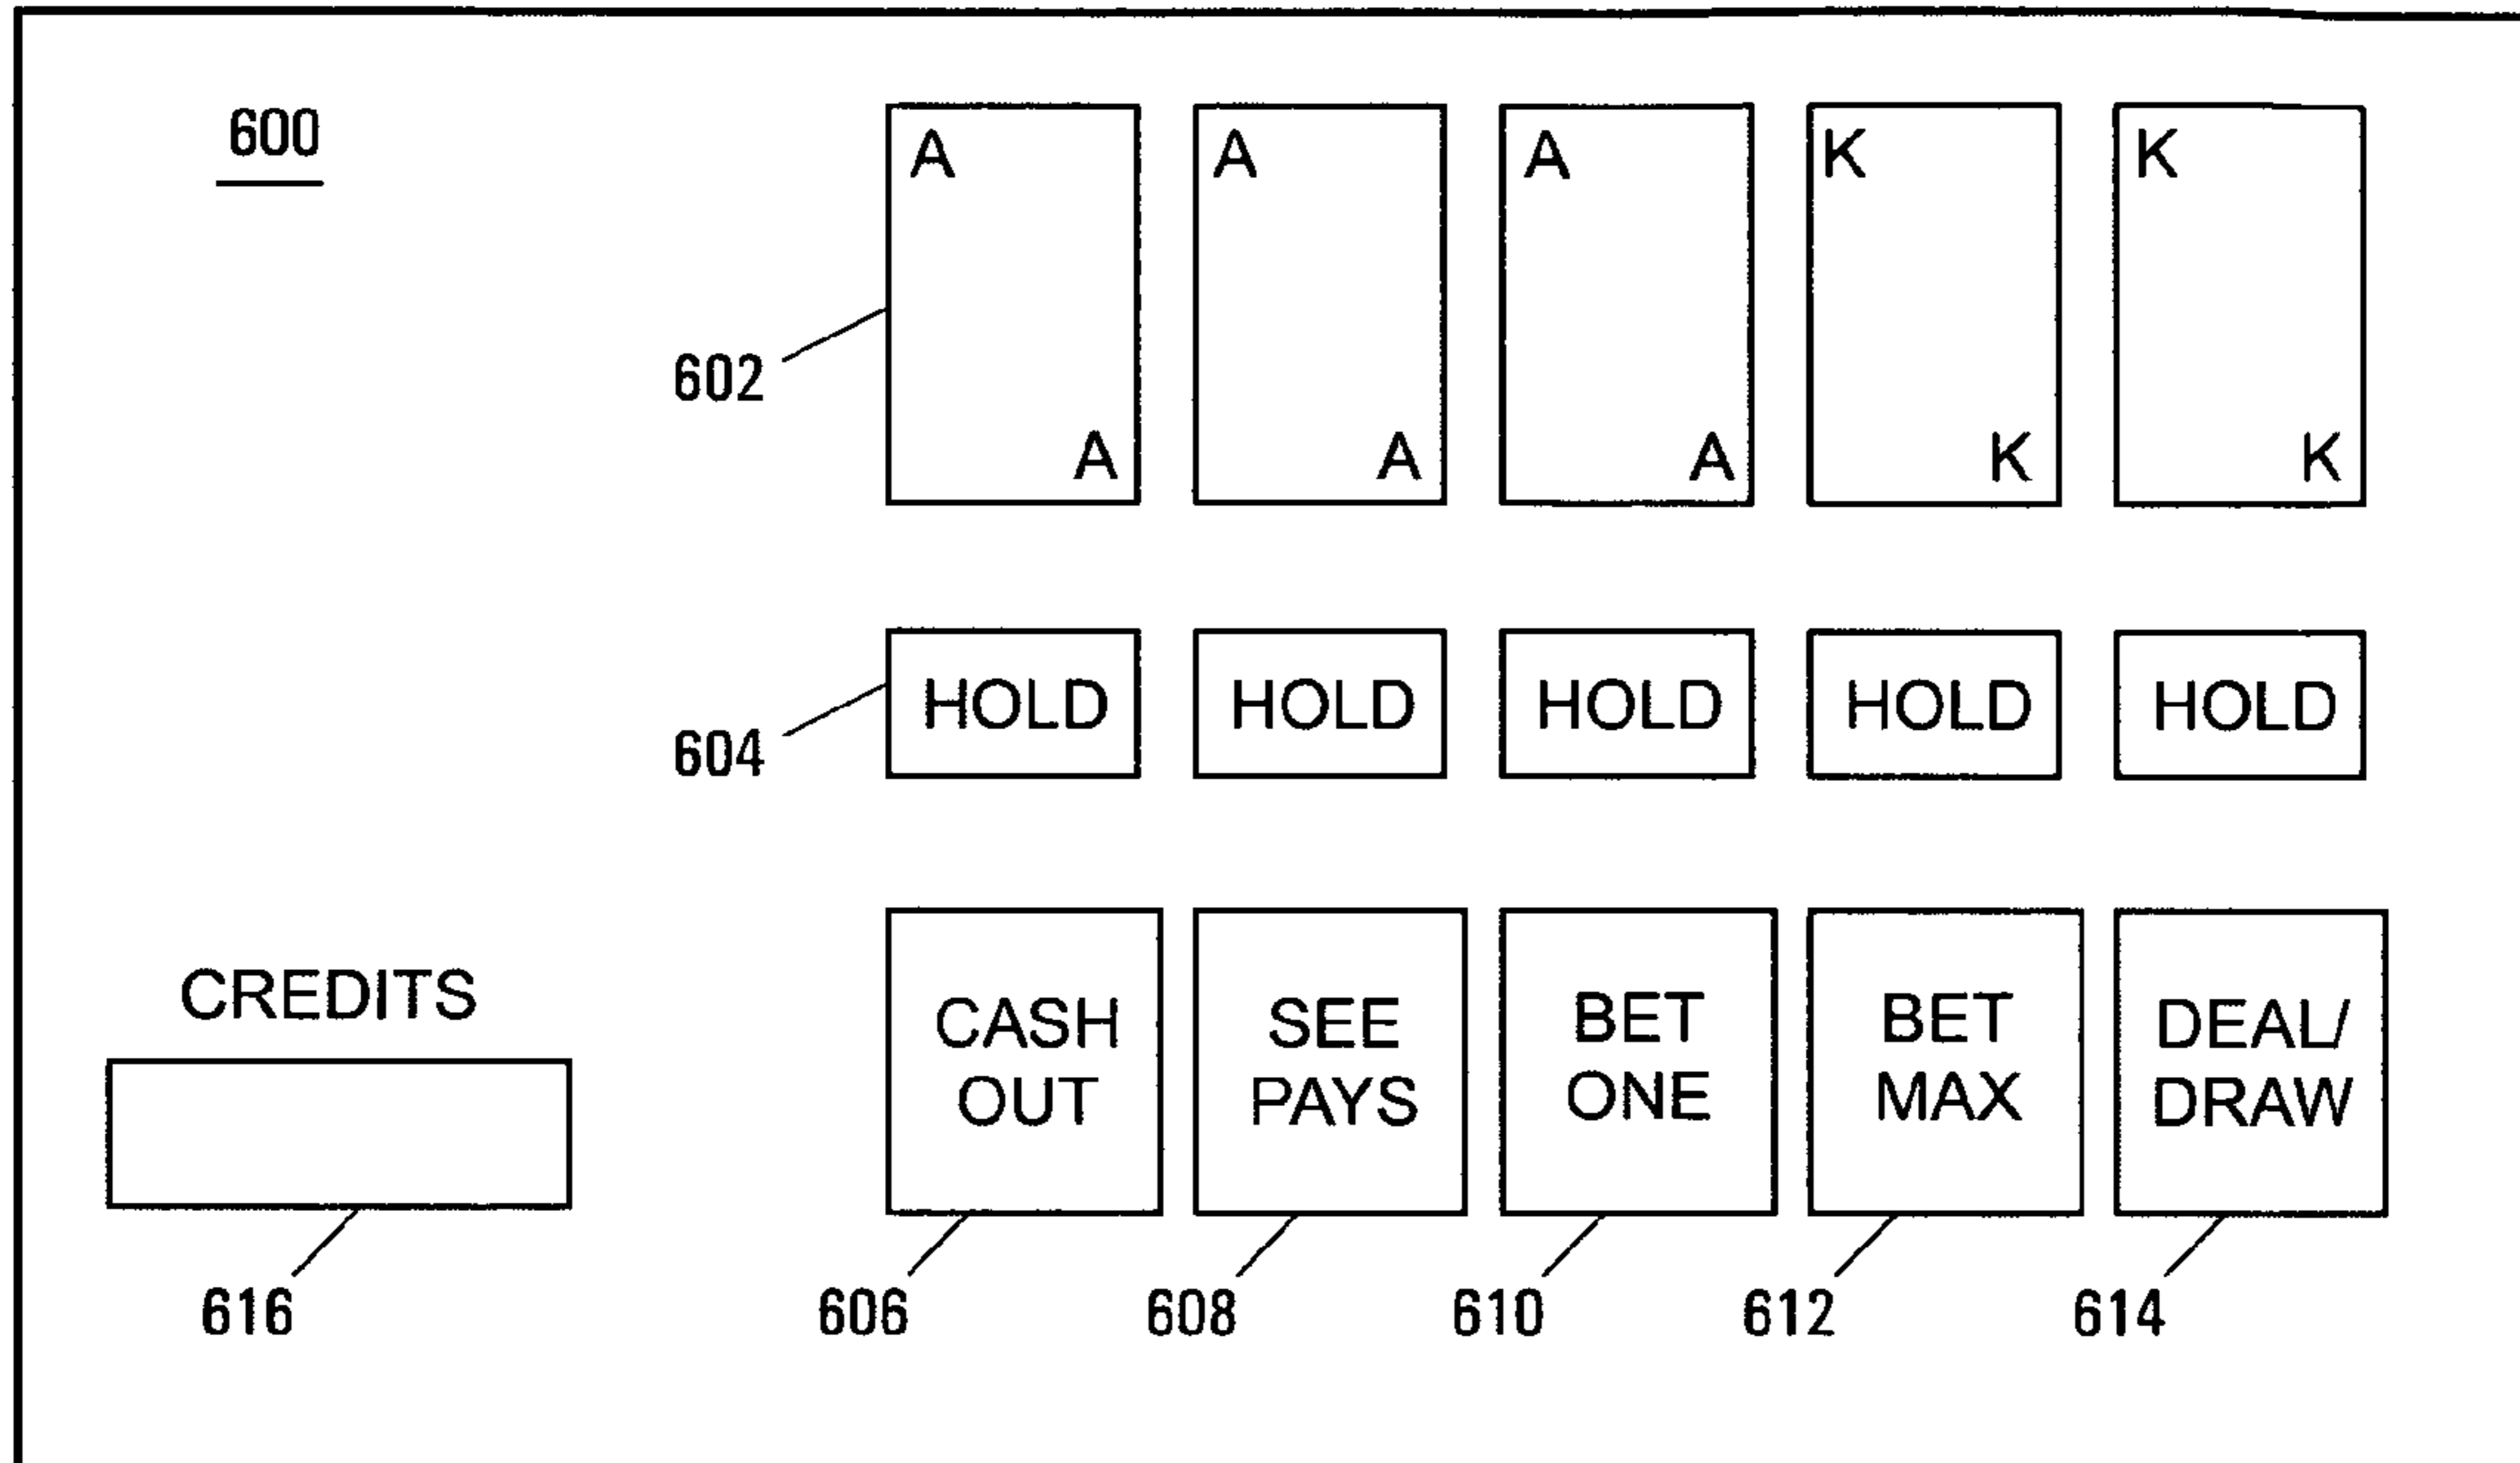 600
A A A K K
602
A A A K K
HOLD HOLD HOLD HOLD HOLD
604
CREDITS
CASH OUT
SEE PAYS
BET ONE
BET MAX
DEAL/ DRAW
616 606 608 610 612 614